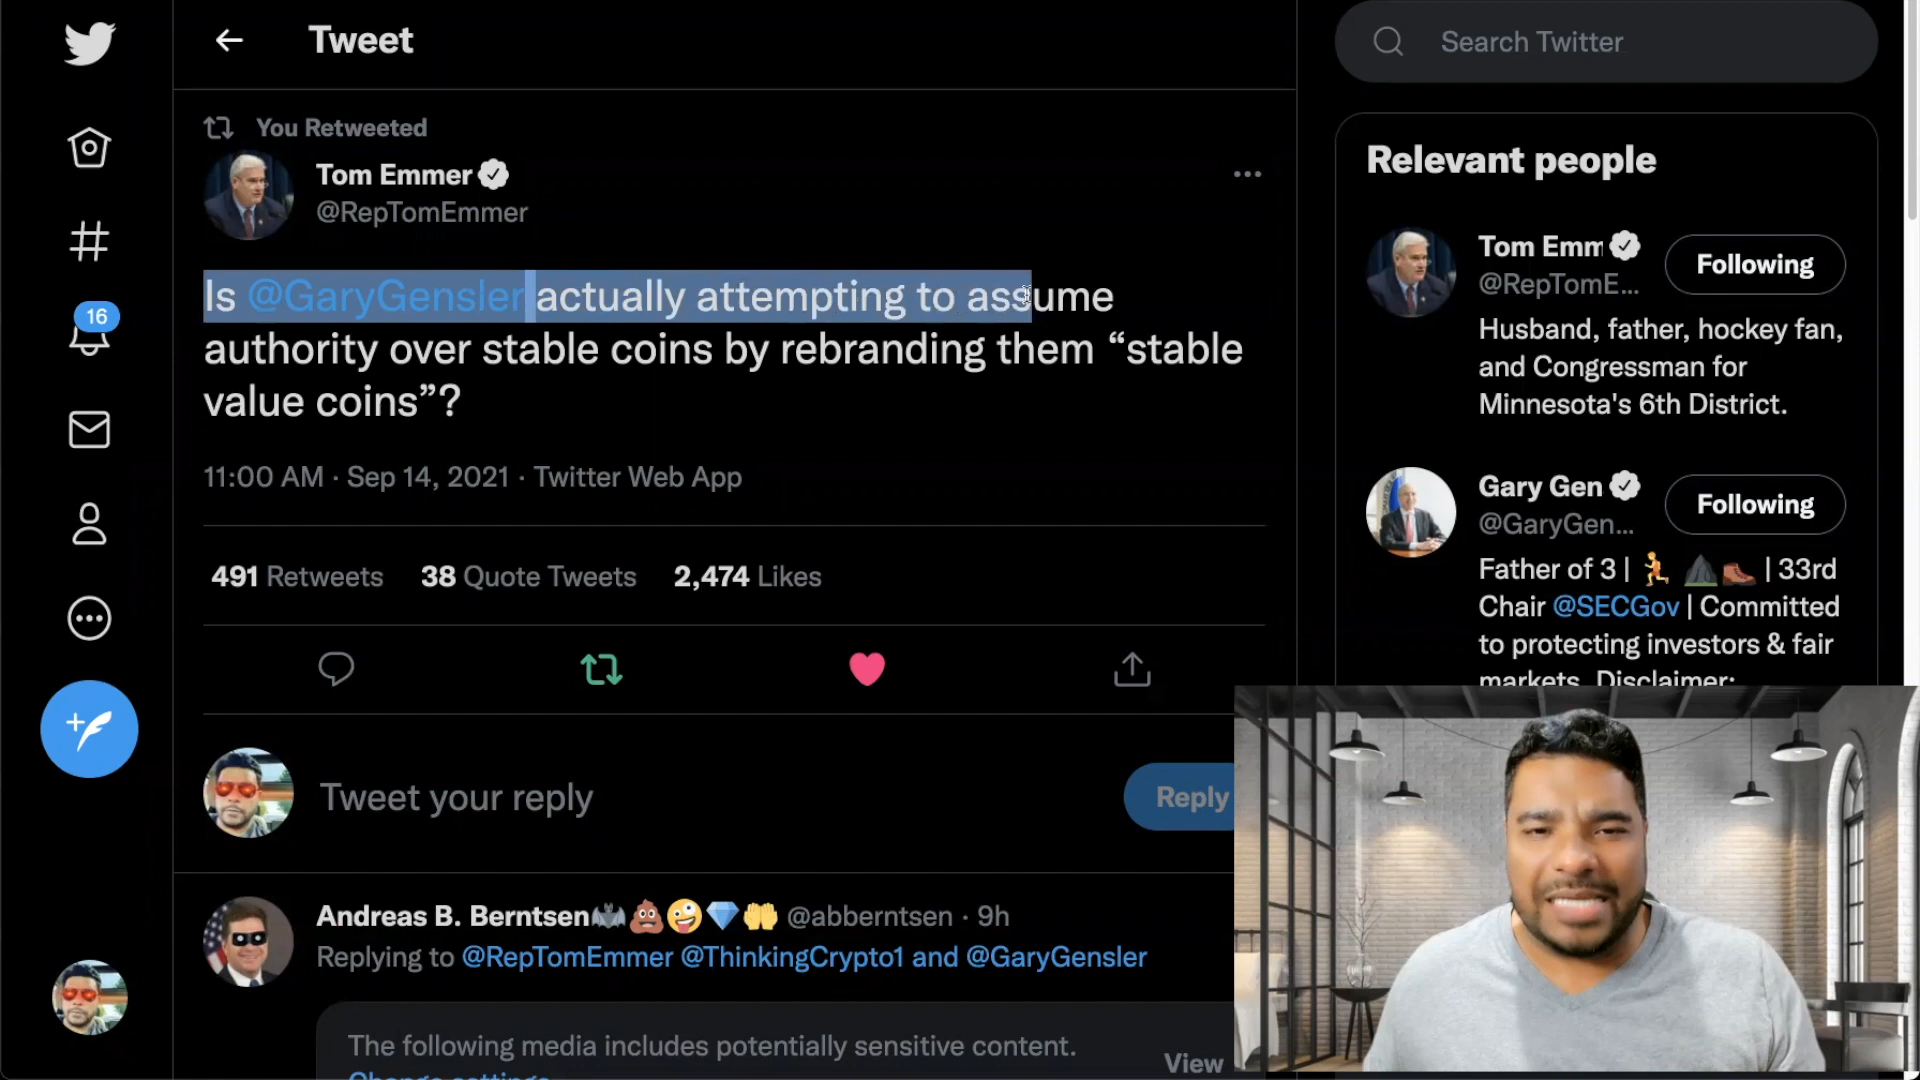 Tweet
Search Twitter
You Retweeted
Tom Emmer
@RepTomEmmer
Is @GaryGensler actually attempting to assume
authority over stable coins by rebranding them “stable
value coins”?
11:00 AM · Sep 14, 2021 · Twitter Web App
491 Retweets 38 Quote Tweets 2,474 Likes
16
Tweet your reply
Reply
Andreas B. Berntsen🦇💩🤪💎🤲 @abberntsen · 9h
Replying to @RepTomEmmer @ThinkingCrypto1 and @GaryGensler
The following media includes potentially sensitive content.
Change settings
View
Relevant people
Tom Emm
@RepTomE...
Following
Husband, father, hockey fan,
and Congressman for
Minnesota's 6th District.
Gary Gen
@GaryGen...
Following
Father of 3 | 🏃 ⛰️🥾 | 33rd
Chair @SECGov | Committed
to protecting investors & fair
markets. Disclaimer: